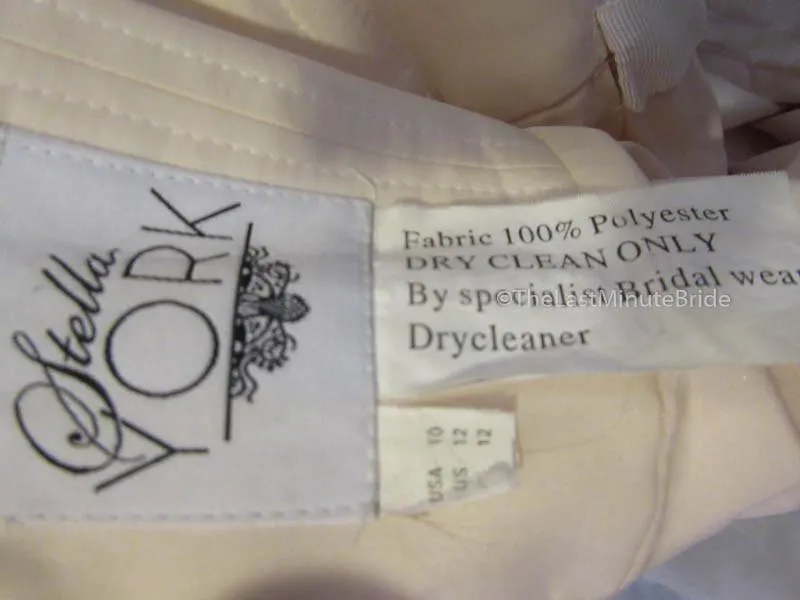 Stella
YORK
Fabric 100% Polyester
DRY CLEAN ONLY
By specialist Bridal wear
Drycleaner
©TheLastMinuteBride
USA 10
US 12
12